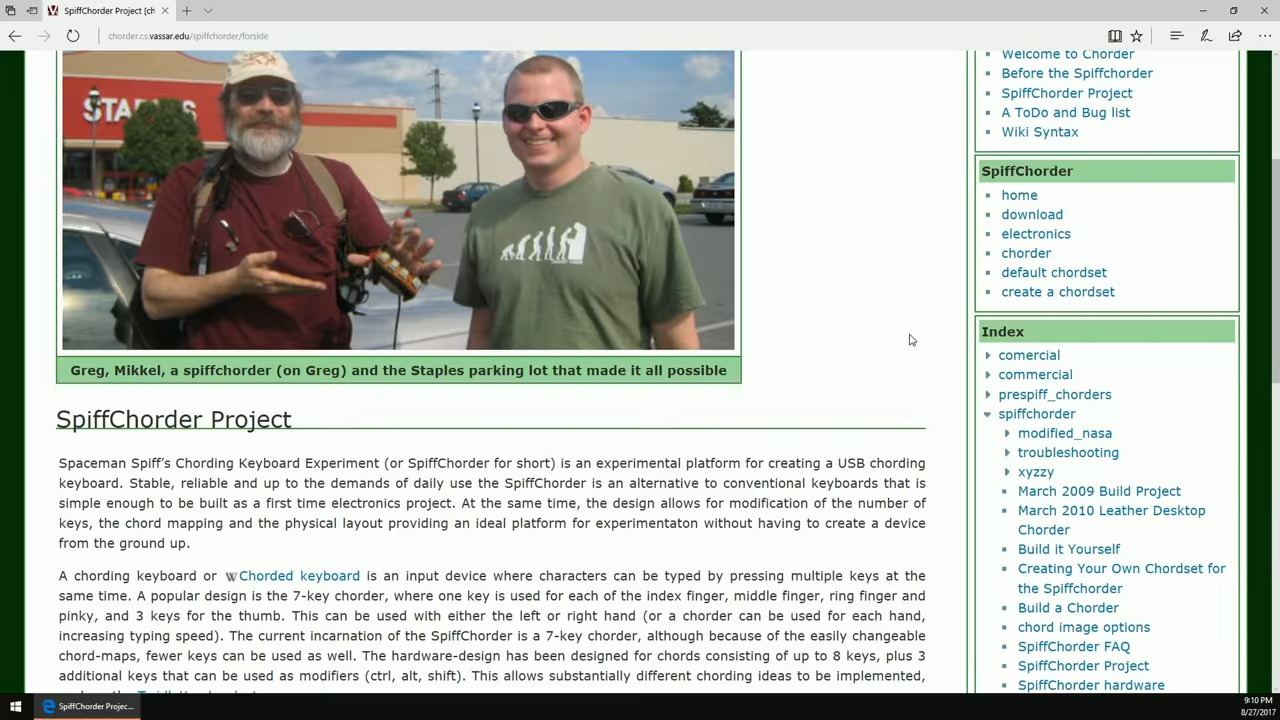 SpiffChorder Project [ch
chorder.cs.vassar.edu/spiffchorder/forside
STAPLES
Greg, Mikkel, a spiffchorder (on Greg) and the Staples parking lot that made it all possible
SpiffChorder Project
Spaceman Spiff's Chording Keyboard Experiment (or SpiffChorder for short) is an experimental platform for creating a USB chording
keyboard. Stable, reliable and up to the demands of daily use the SpiffChorder is an alternative to conventional keyboards that is
simple enough to be built as a first time electronics project. At the same time, the design allows for modification of the number of
keys, the chord mapping and the physical layout providing an ideal platform for experimentaton without having to create a device
from the ground up.
A chording keyboard or W Chorded keyboard is an input device where characters can be typed by pressing multiple keys at the
same time. A popular design is the 7-key chorder, where one key is used for each of the index finger, middle finger, ring finger and
pinky, and 3 keys for the thumb. This can be used with either the left or right hand (or a chorder can be used for each hand,
increasing typing speed). The current incarnation of the SpiffChorder is a 7-key chorder, although because of the easily changeable
chord-maps, fewer keys can be used as well. The hardware-design has been designed for chords consisting of up to 8 keys, plus 3
additional keys that can be used as modifiers (ctrl, alt, shift). This allows substantially different chording ideas to be implemented,
Welcome to Chorder
Before the Spiffchorder
SpiffChorder Project
A ToDo and Bug list
Wiki Syntax
SpiffChorder
home
download
electronics
chorder
default chordset
create a chordset
Index
comercial
commercial
prespiff_chorders
spiffchorder
modified_nasa
troubleshooting
xyzzy
March 2009 Build Project
March 2010 Leather Desktop
Chorder
Build it Yourself
Creating Your Own Chordset for
the Spiffchorder
Build a Chorder
chord image options
SpiffChorder FAQ
SpiffChorder Project
SpiffChorder hardware
SpiffChorder Projec...
9:10 PM
8/27/2017